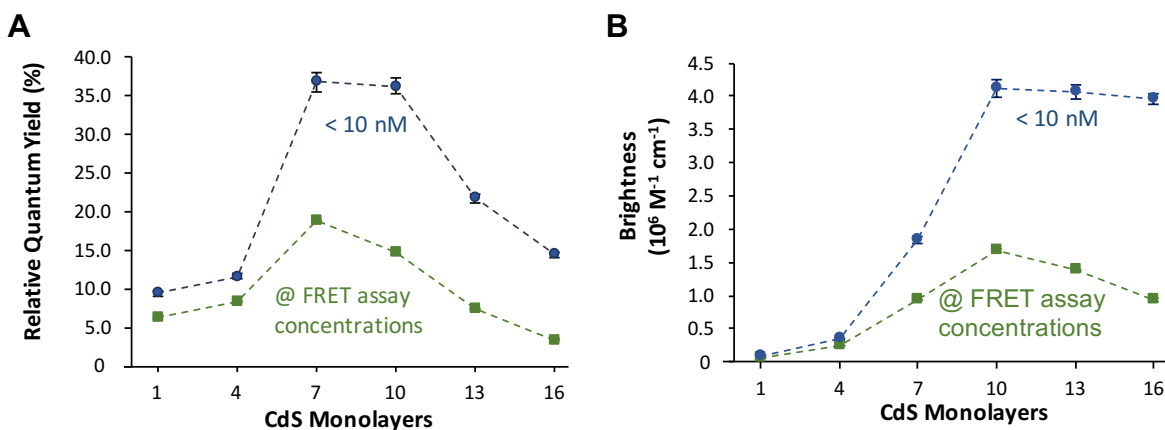 A
Relative Quantum Yield (%)
40.0
35.0
30.0
25.0
20.0
15.0
10.0
5.0
0
< 10 nM
@ FRET assay
concentrations
1 4 7 10 13 16
CdS Monolayers
B
Brightness
(10⁶ M⁻¹ cm⁻¹)
4.5
4.0
3.5
3.0
2.5
2.0
1.5
1.0
0.5
0
< 10 nM
@ FRET assay
concentrations
1 4 7 10 13 16
CdS Monolayers